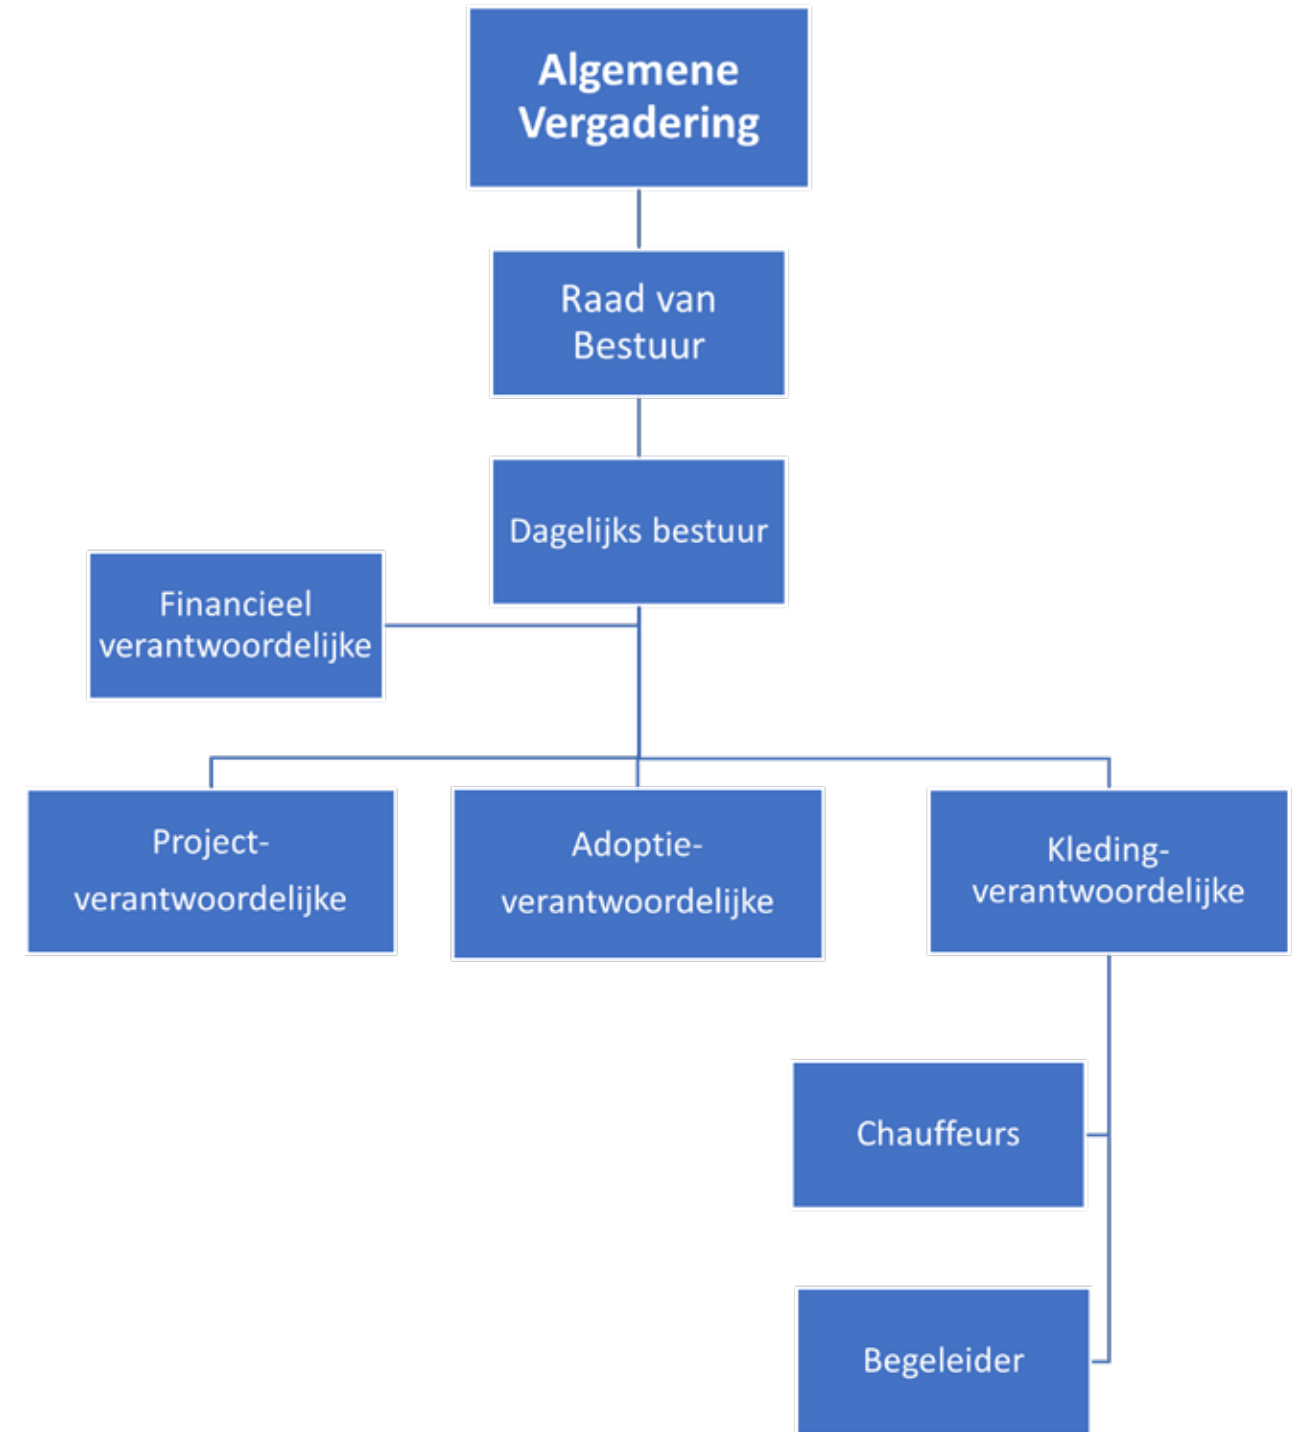 Algemene
Vergadering
Raad van
Bestuur
Dagelijks bestuur
Financieel
verantwoordelijke
Project-
verantwoordelijke
Adoptie-
verantwoordelijke
Kleding-
verantwoordelijke
Chauffeurs
Begeleider